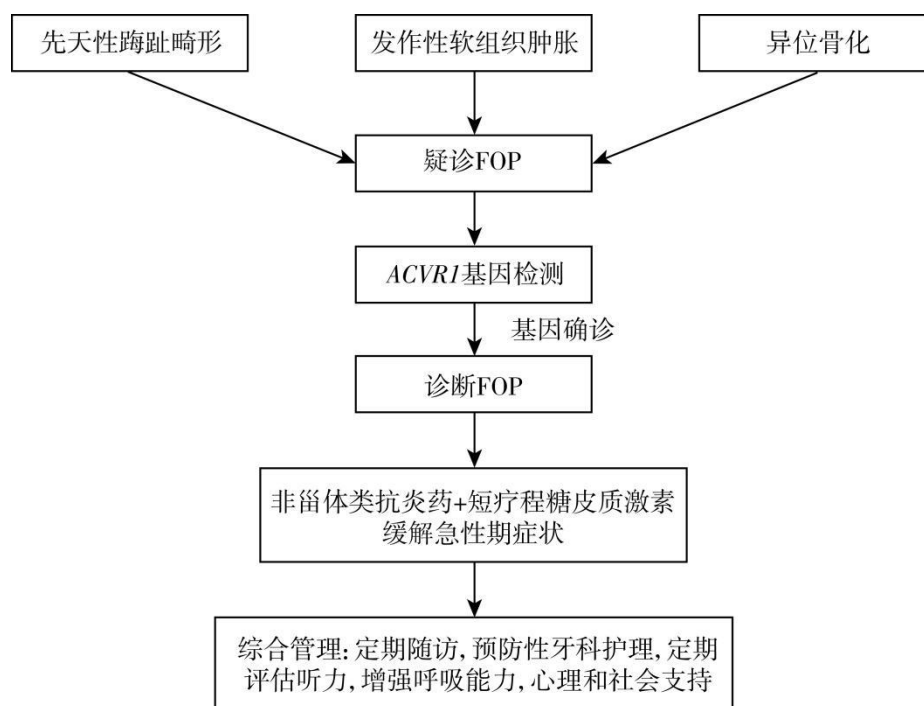 先天性踇趾畸形
发作性软组织肿胀
异位骨化
疑诊FOP
ACVR1基因检测
基因确诊
诊断FOP
非甾体类抗炎药+短疗程糖皮质激素
缓解急性期症状
综合管理: 定期随访, 预防性牙科护理, 定期
评估听力, 增强呼吸能力, 心理和社会支持